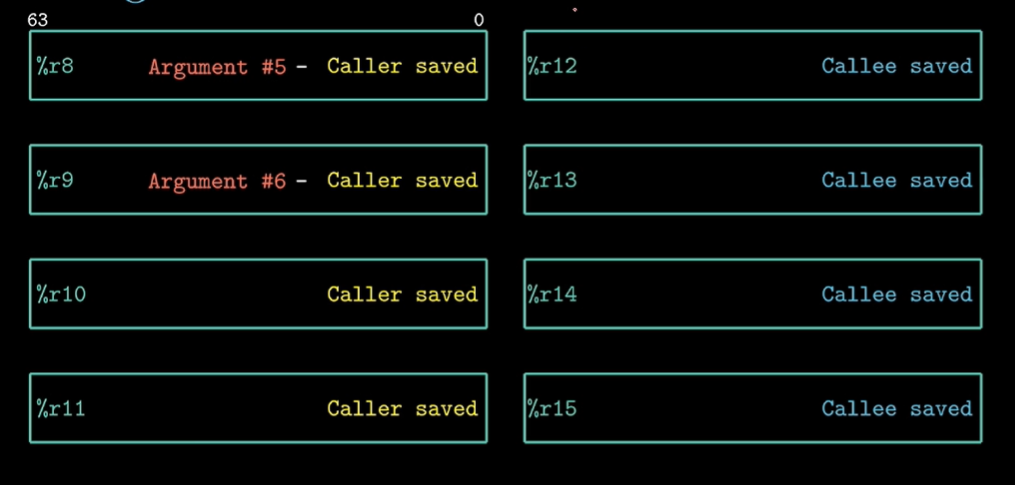 63 0
%r8 Argument #5 - Caller saved
%r12 Callee saved
%r9 Argument #6 - Caller saved
%r13 Callee saved
%r10 Caller saved
%r14 Callee saved
%r11 Caller saved
%r15 Callee saved